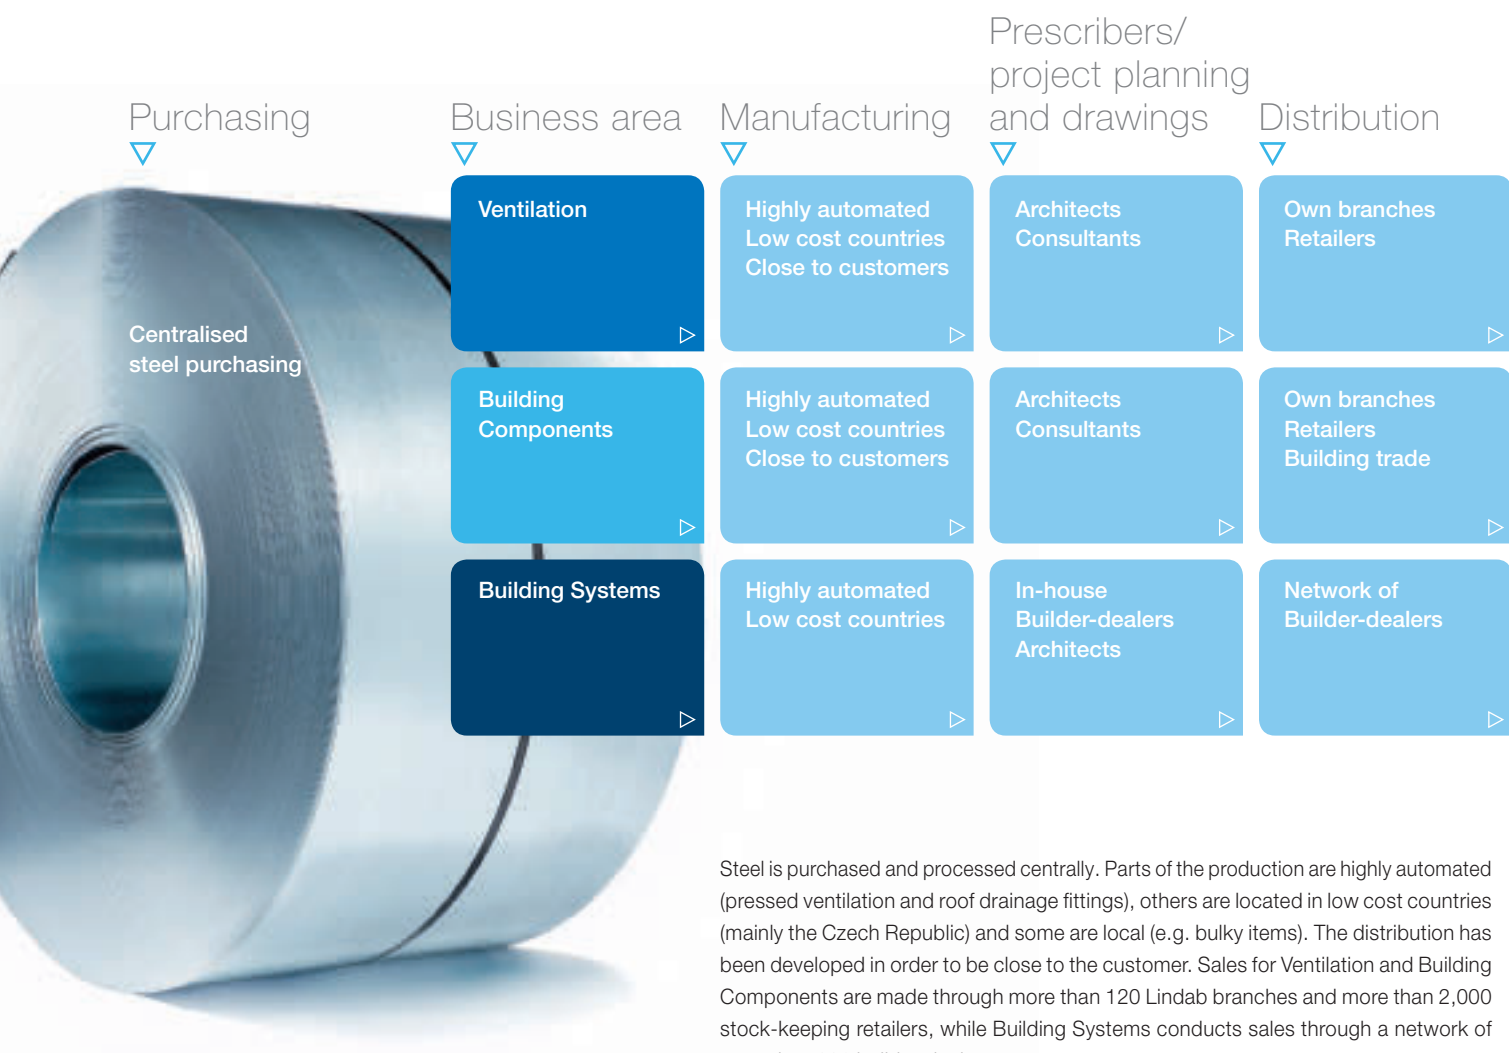 Prescribers/
project planning
and drawings
Purchasing
Business area
Manufacturing
Distribution
Centralised
steel purchasing
Ventilation
Highly automated
Low cost countries
Close to customers
Architects
Consultants
Own branches
Retailers
Building
Components
Highly automated
Low cost countries
Close to customers
Architects
Consultants
Own branches
Retailers
Building trade
Building Systems
Highly automated
Low cost countries
In-house
Builder-dealers
Architects
Network of
Builder-dealers
Steel is purchased and processed centrally. Parts of the production are highly automated
(pressed ventilation and roof drainage fittings), others are located in low cost countries
(mainly the Czech Republic) and some are local (e.g. bulky items). The distribution has
been developed in order to be close to the customer. Sales for Ventilation and Building
Components are made through more than 120 Lindab branches and more than 2,000
stock-keeping retailers, while Building Systems conducts sales through a network of